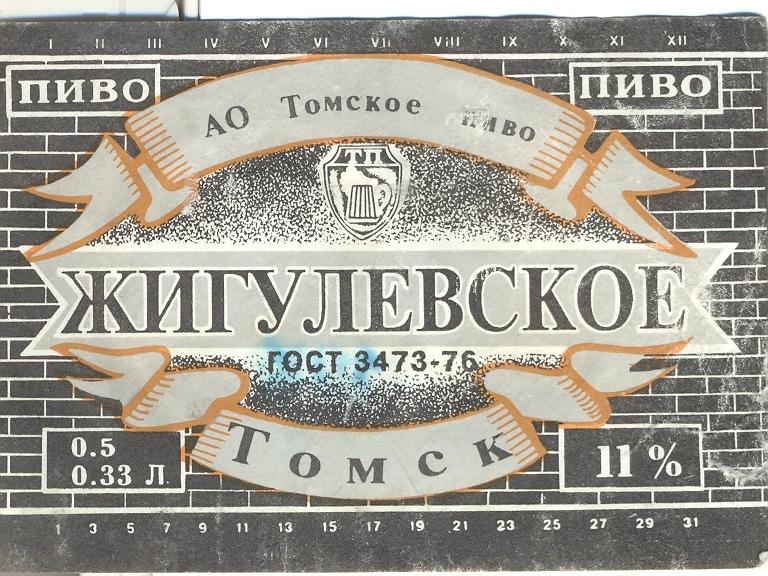 I II III IV V VI VII VIII IX X XI XII
ПИВО
ПИВО
АО Томское пиво
ТП
ЖИГУЛЕВСКОЕ
ГОСТ 3473-76
Томск
0.5
0.33 Л.
11 %
1 3 5 7 9 11 13 15 17 19 21 23 25 27 29 31